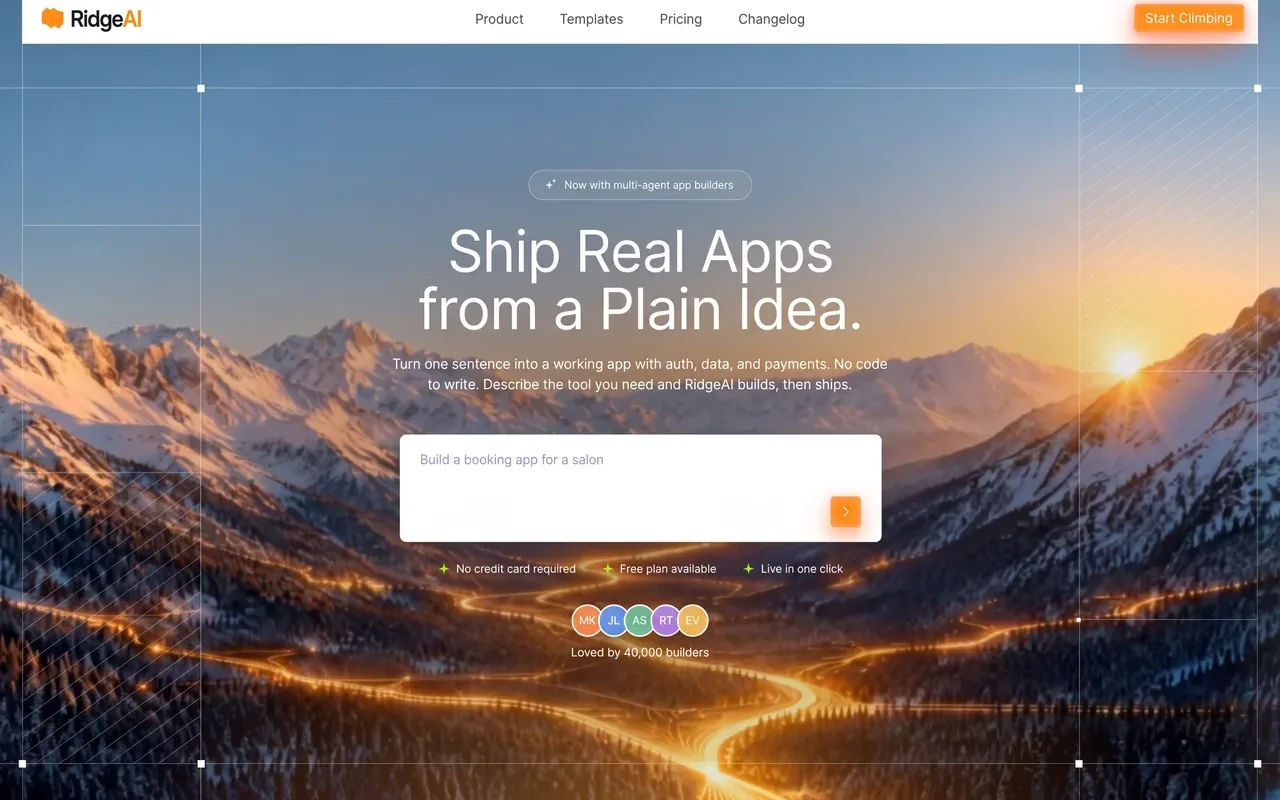 RidgeAI
Product
Templates
Pricing
Changelog
Start Climbing
Now with multi-agent app builders
Ship Real Apps
from a Plain Idea.
Turn one sentence into a working app with auth, data, and payments. No code
to write. Describe the tool you need and RidgeAI builds, then ships.
Build a booking app for a salon
No credit card required
Free plan available
Live in one click
MK
JL
AS
RT
EV
Loved by 40,000 builders